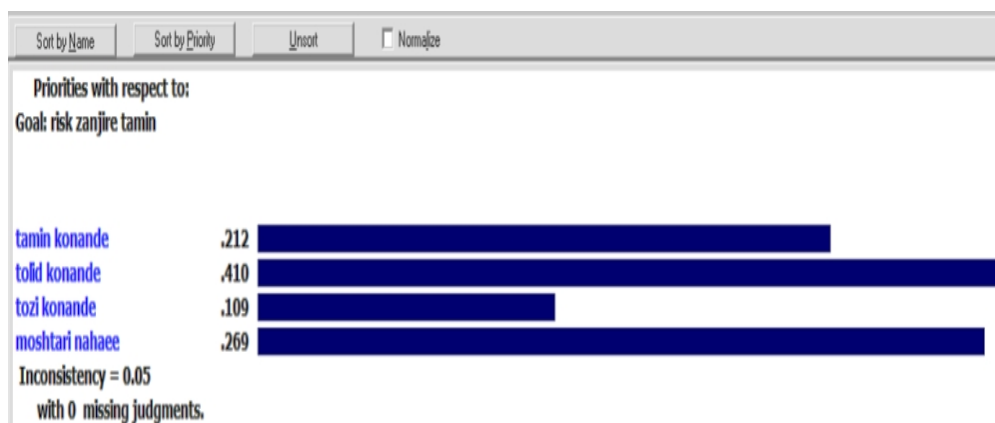 Sort by Name Sort by Priority Unsort Normalize
Priorities with respect to:
Goal: risk zanjire tamin
tamin konande .212
tolid konande .410
tozi konande .109
moshtari nahaee .269
Inconsistency = 0.05
with 0 missing judgments.